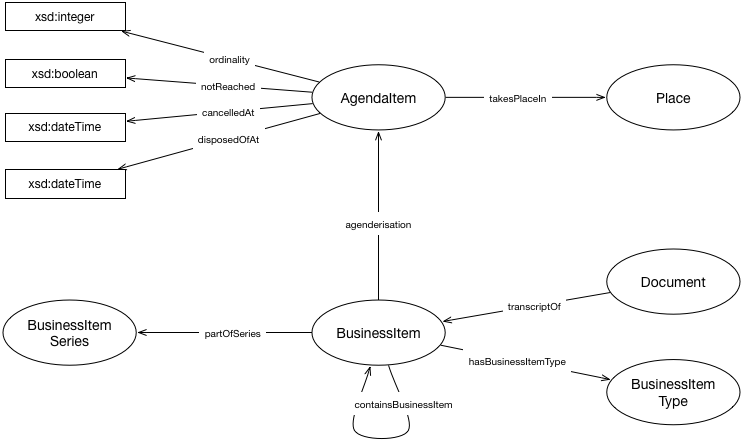 xsd:integer
ordinality
xsd:boolean
notReached
AgendaItem
takesPlaceIn
Place
cancelledAt
xsd:dateTime
disposedOfAt
xsd:dateTime
agenderisation
Document
transcriptOf
BusinessItem
Series
partOfSeries
BusinessItem
hasBusinessItemType
BusinessItem
Type
containsBusinessItem